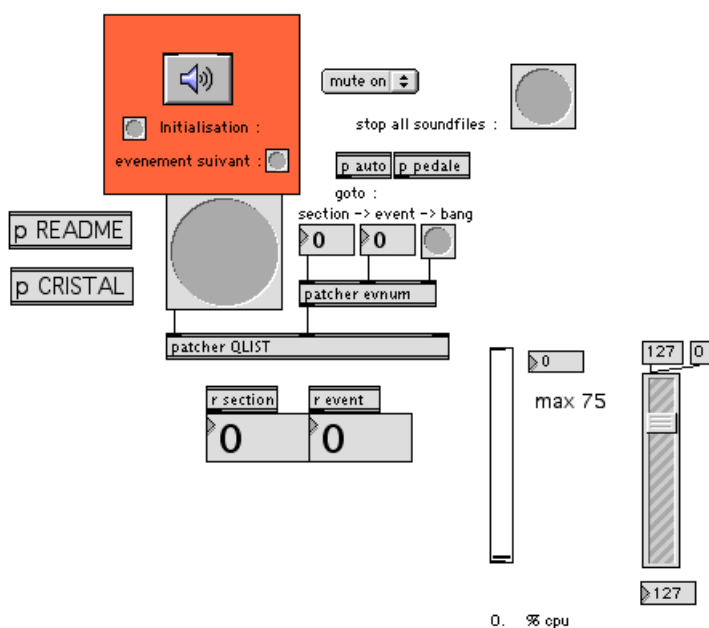 mute on
Initialisation :
stop all soundfiles :
evenement suivant :
p auto
p pedale
goto :
section -> event -> bang
p README
0
0
p CRISTAL
patcher evnum
patcher QLIST
127
0
0
max 75
r section
r event
0
0
127
0. % cpu